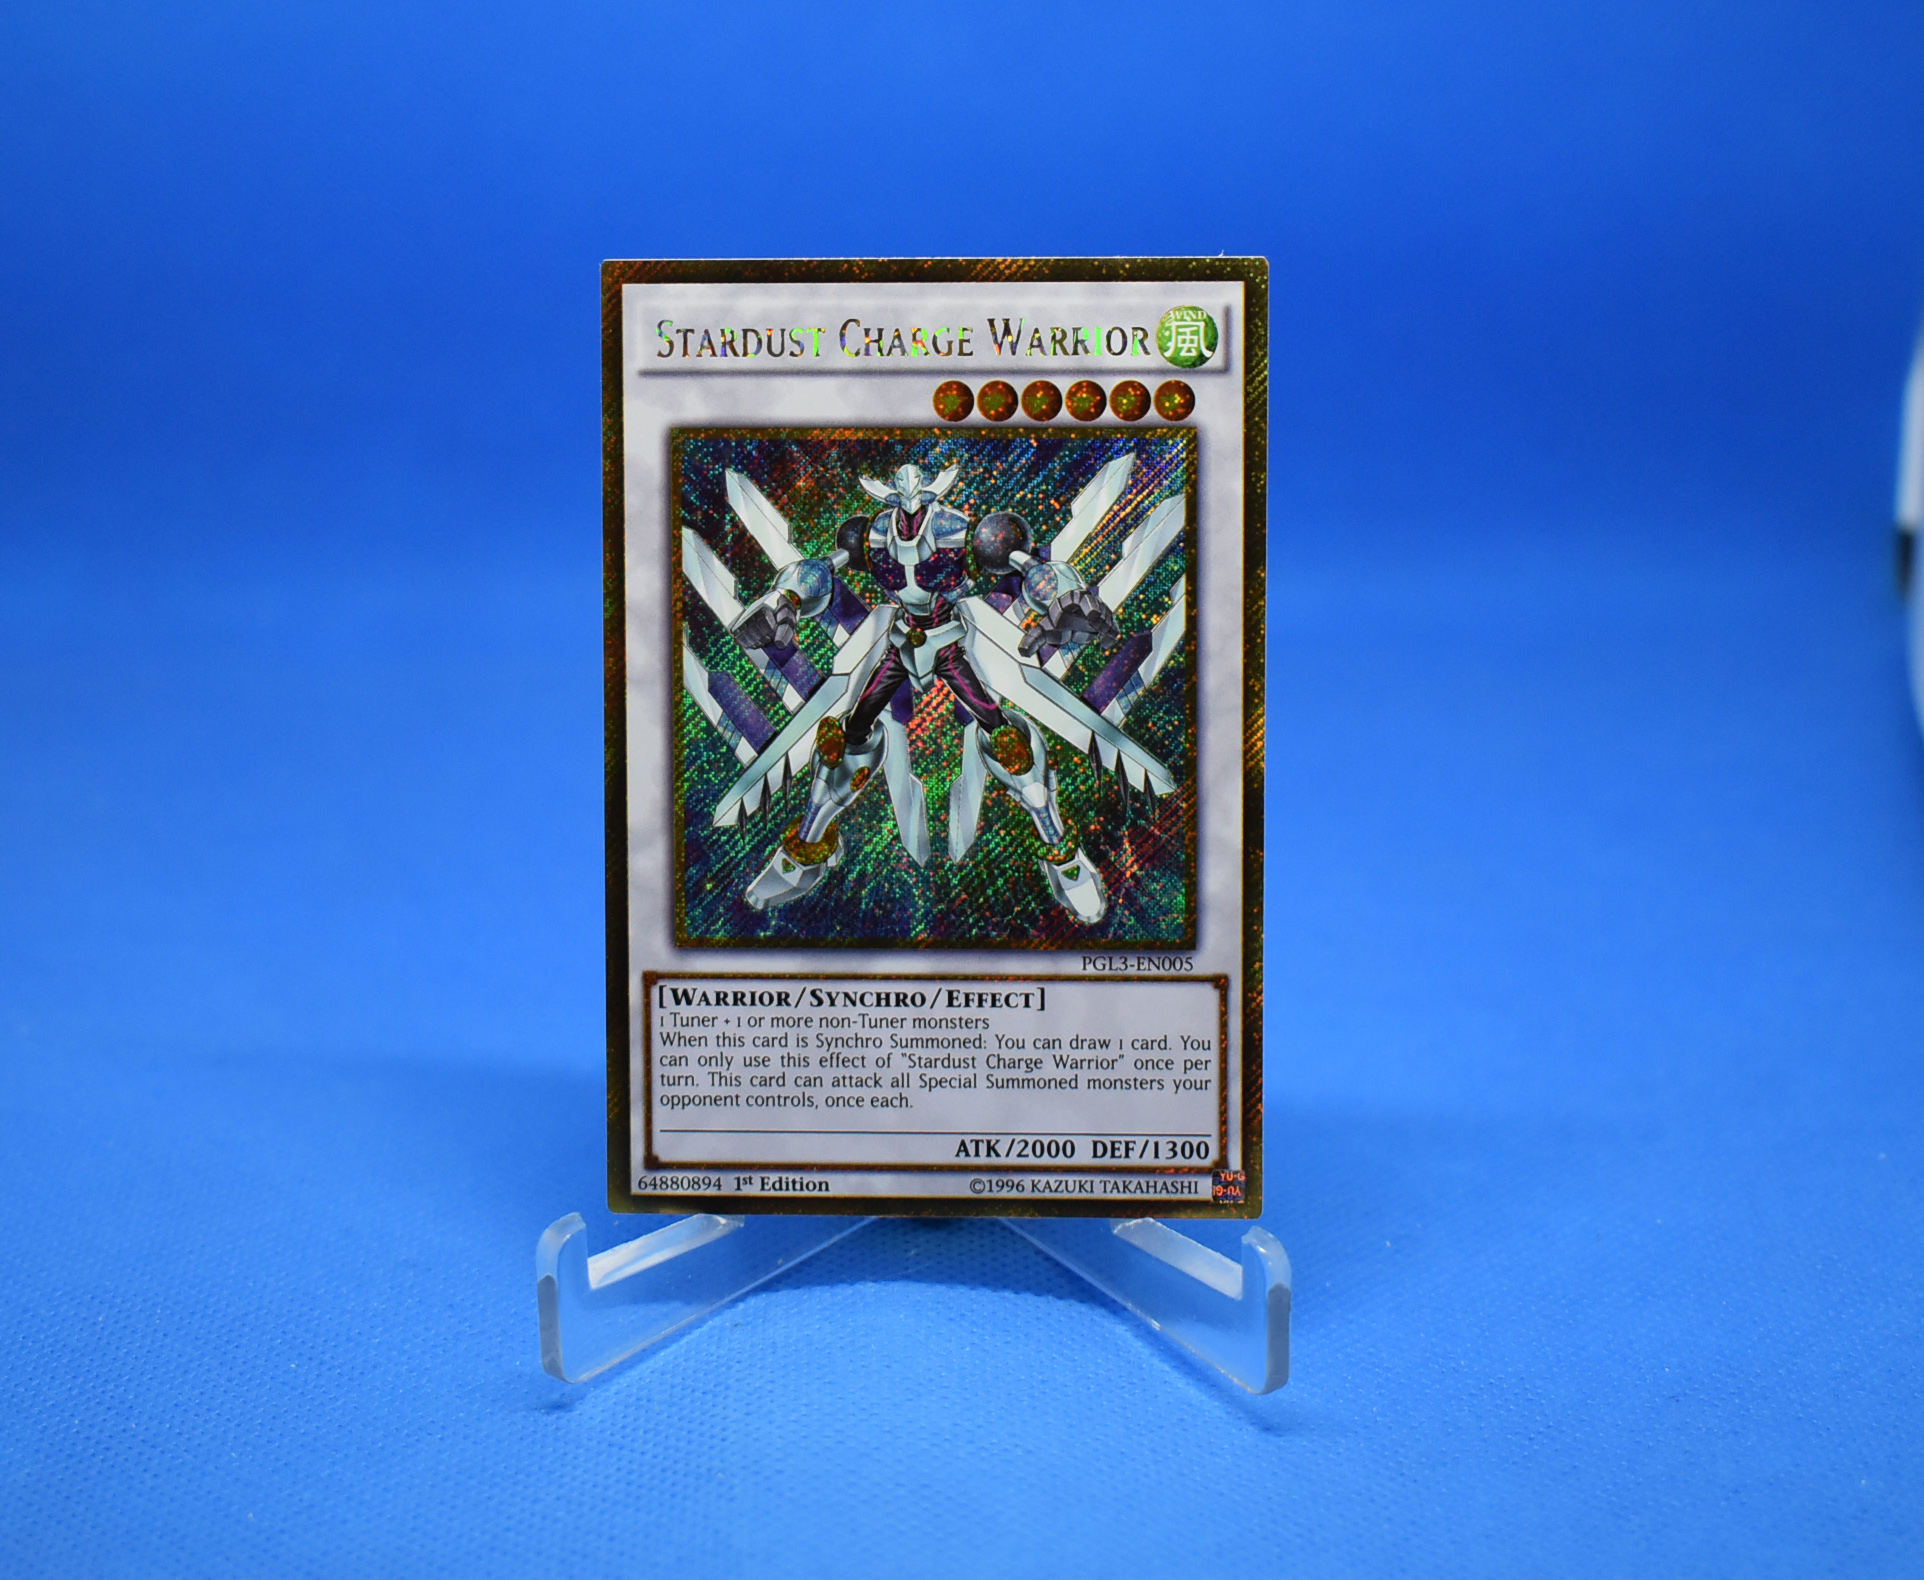 STARDUST CHARGE WARRIOR
WIND
風
PGL3-EN005
[WARRIOR/SYNCHRO/EFFECT]
1 Tuner + 1 or more non-Tuner monsters
When this card is Synchro Summoned: You can draw 1 card. You
can only use this effect of "Stardust Charge Warrior" once per
turn. This card can attack all Special Summoned monsters your
opponent controls, once each.
ATK/2000 DEF/1300
64880894 1st Edition
©1996 KAZUKI TAKAHASHI